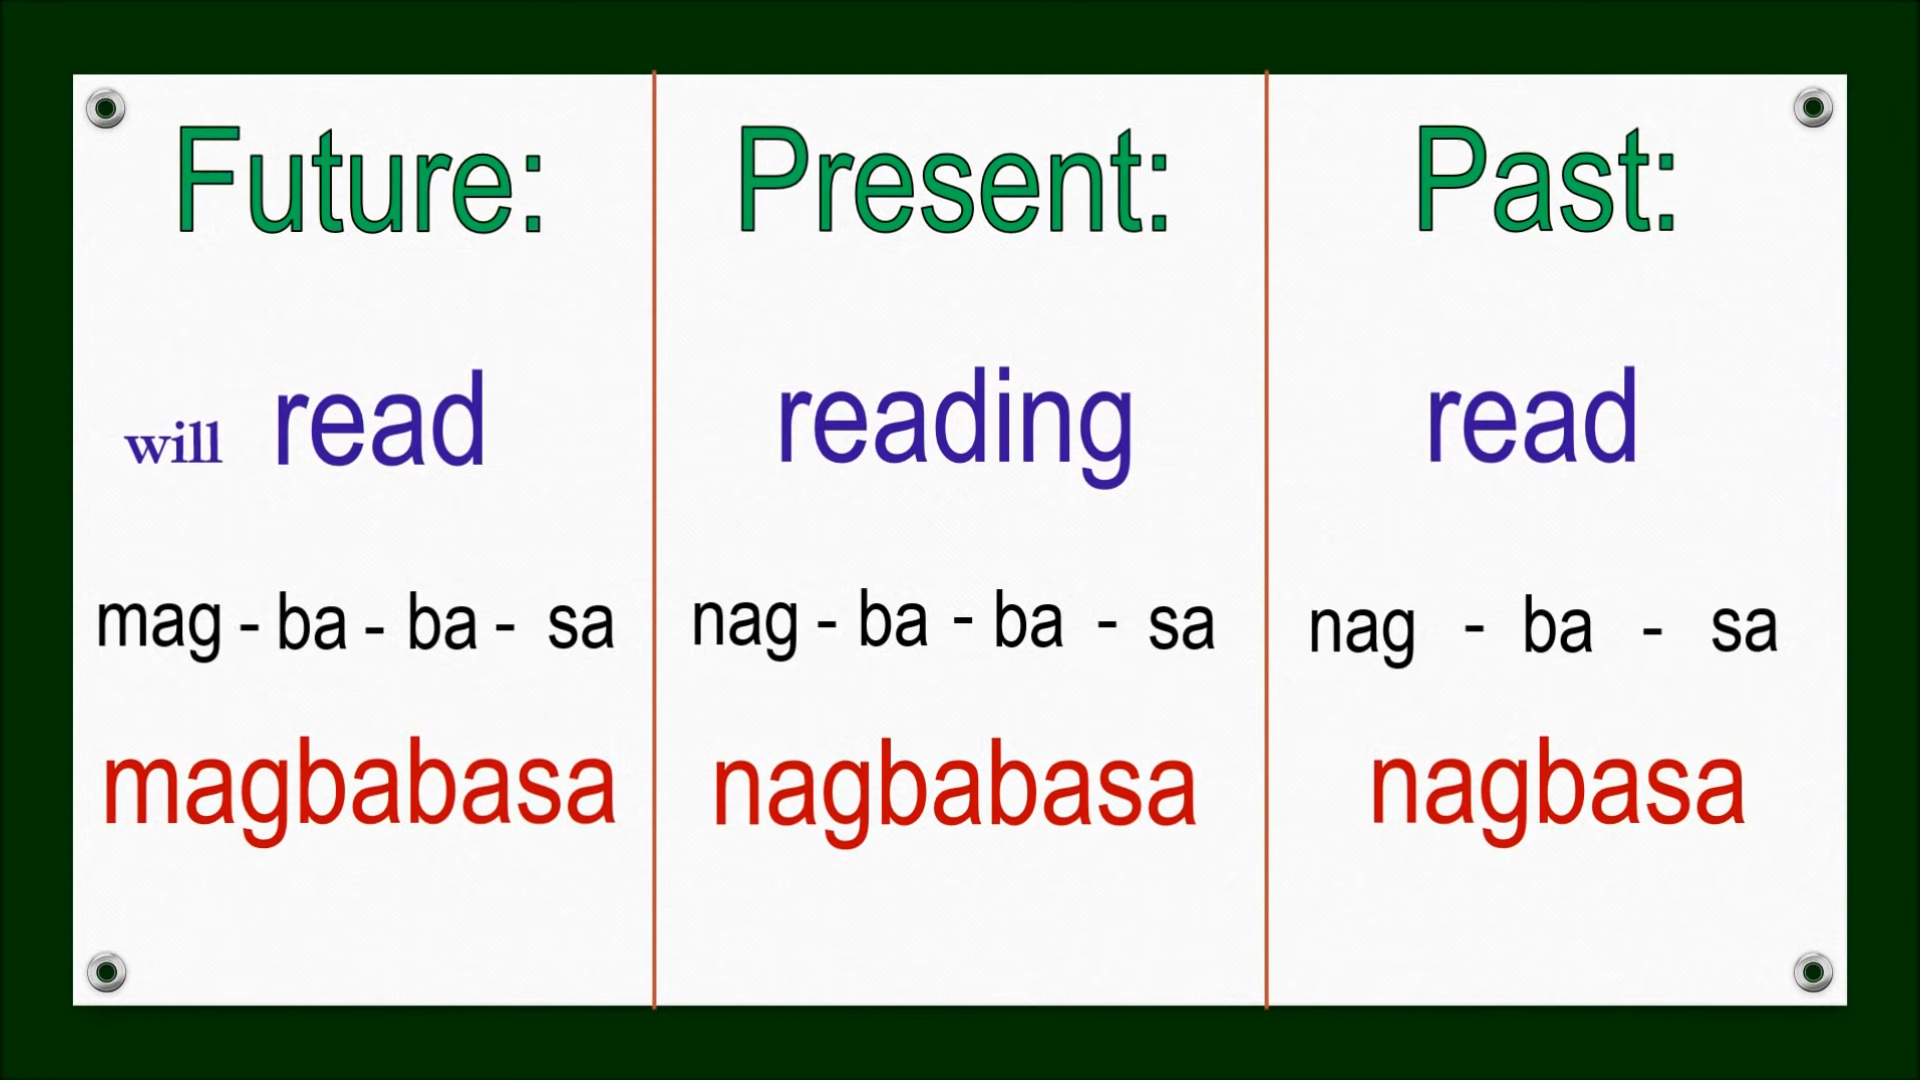 Future:
will read
mag - ba - ba - sa
magbabasa
Present:
reading
nag - ba - ba - sa
nagbabasa
Past:
read
nag - ba - sa
nagbasa